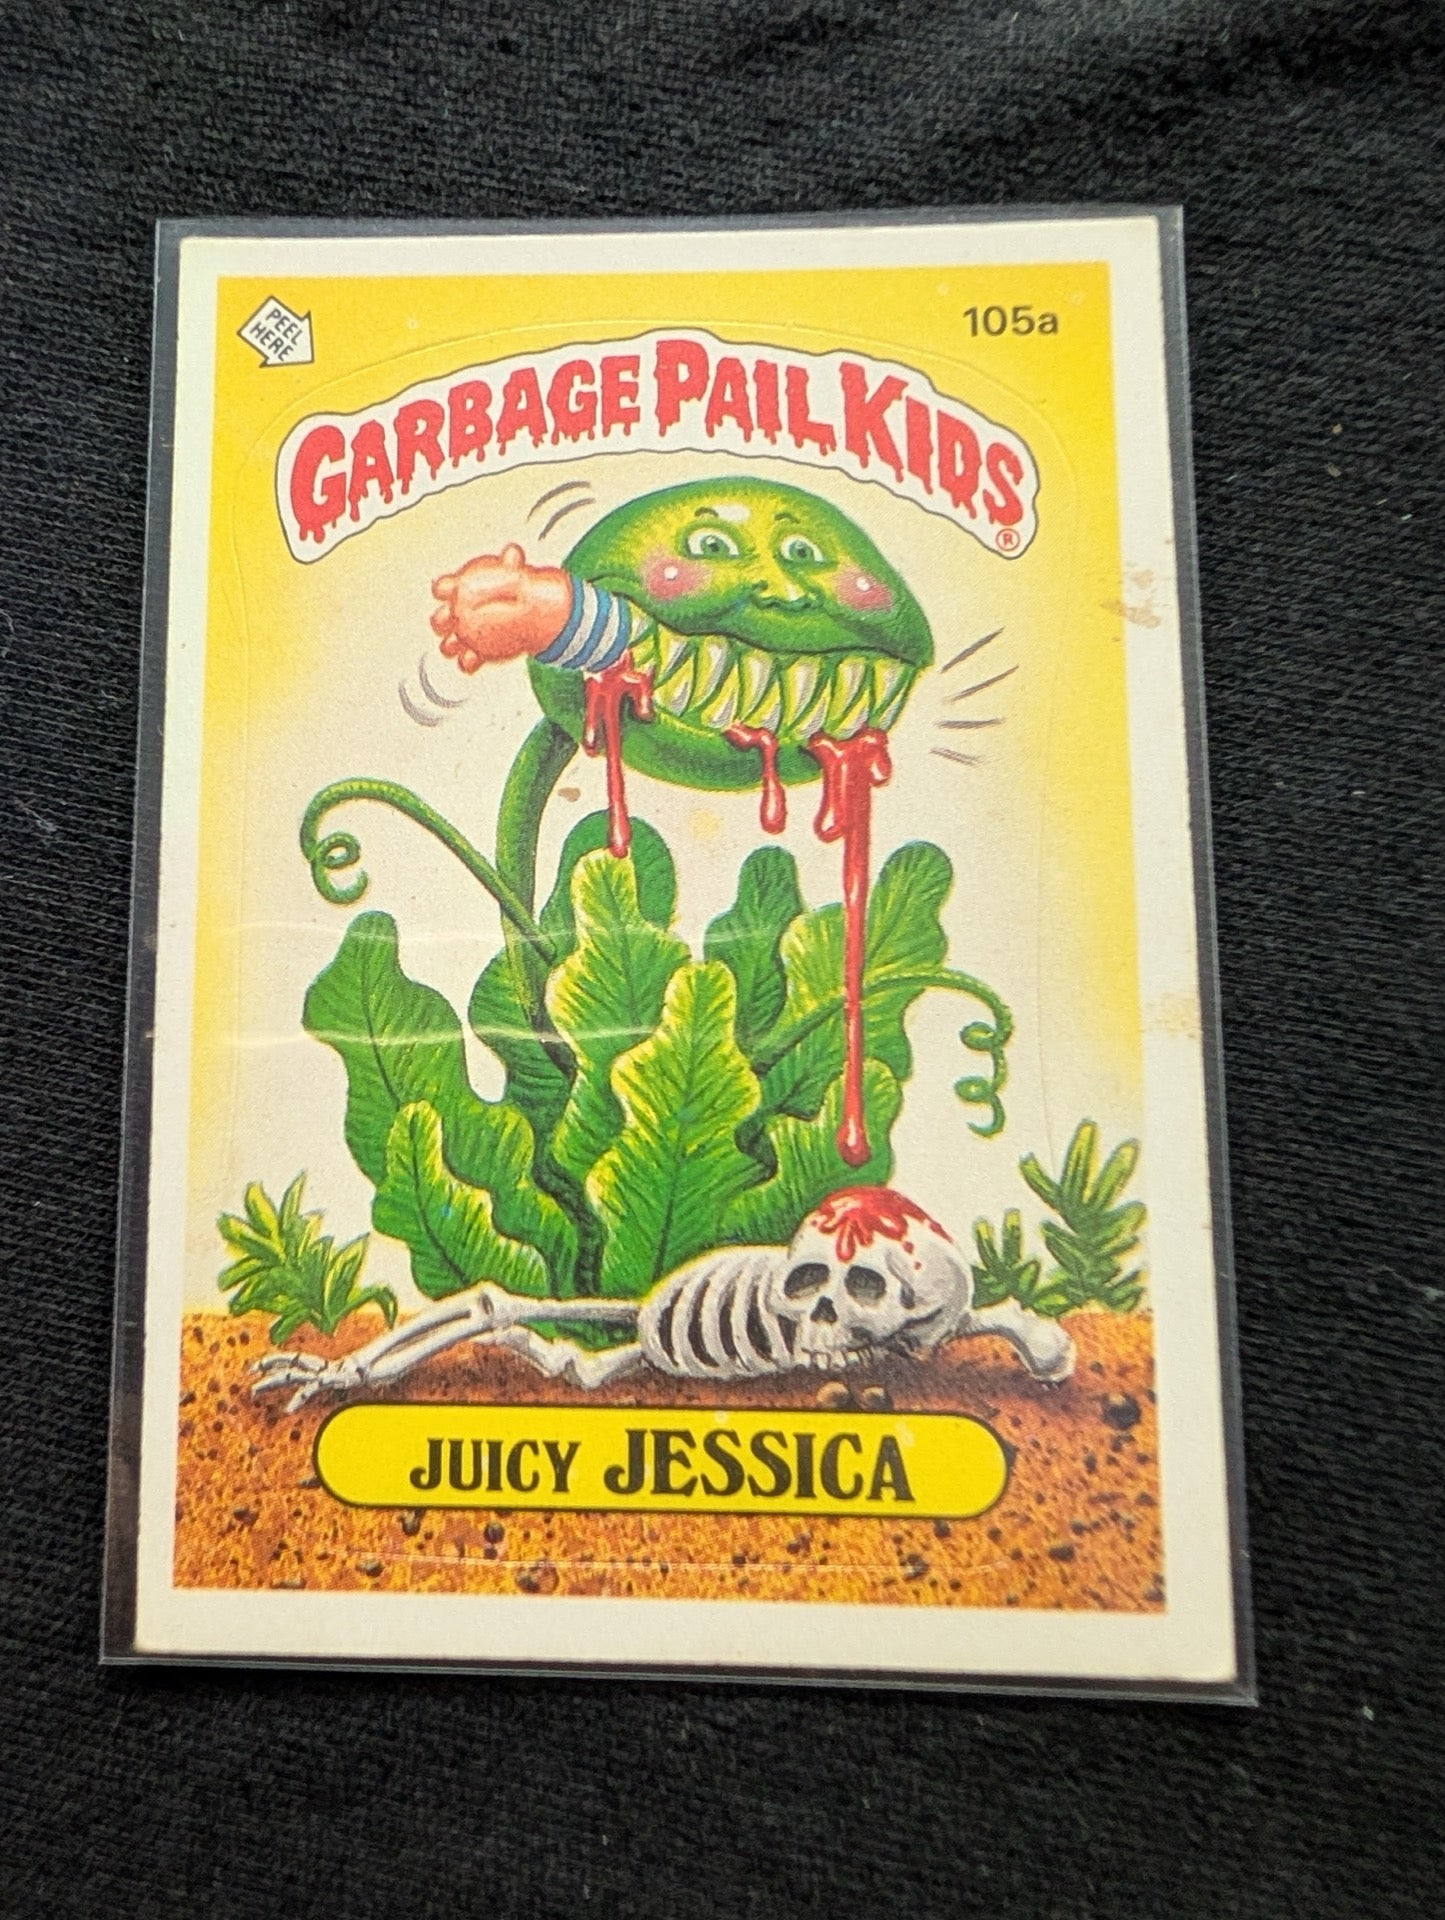 PEEL
HERE
105a
GARBAGE PAIL KIDS
®
JUICY JESSICA